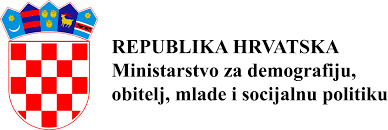 REPUBLIKA HRVATSKA
Ministarstvo za demografiju,
obitelj, mlade i socijalnu politiku